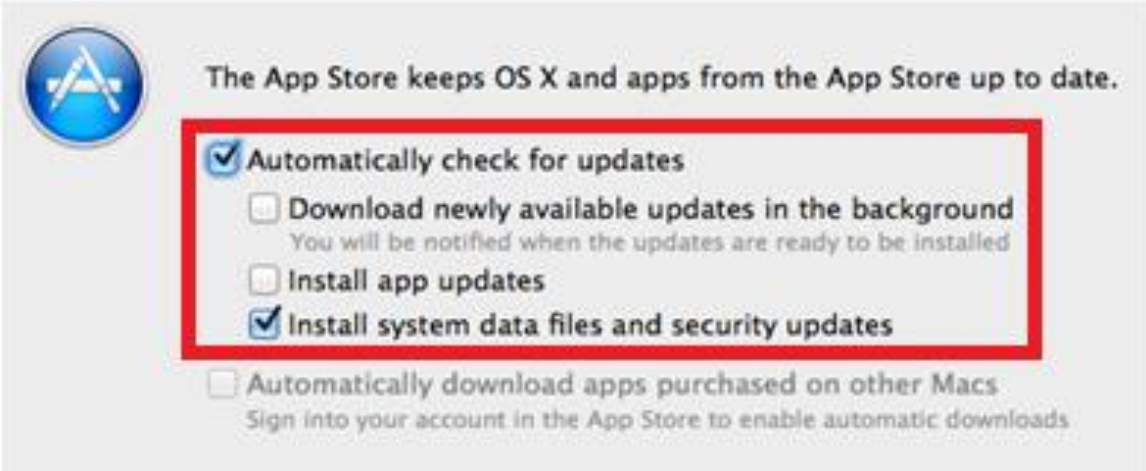 The App Store keeps OS X and apps from the App Store up to date.
Automatically check for updates
Download newly available updates in the background
You will be notified when the updates are ready to be installed
Install app updates
Install system data files and security updates
Automatically download apps purchased on other Macs
Sign into your account in the App Store to enable automatic downloads